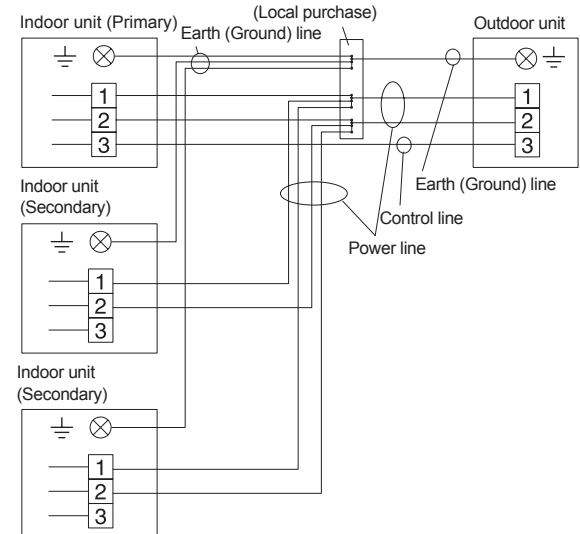 Indoor unit (Primary)
(Local purchase)
Earth (Ground) line
Outdoor unit
1
2
3
1
2
3
Earth (Ground) line
Control line
Power line
Indoor unit
(Secondary)
1
2
3
Indoor unit
(Secondary)
1
2
3